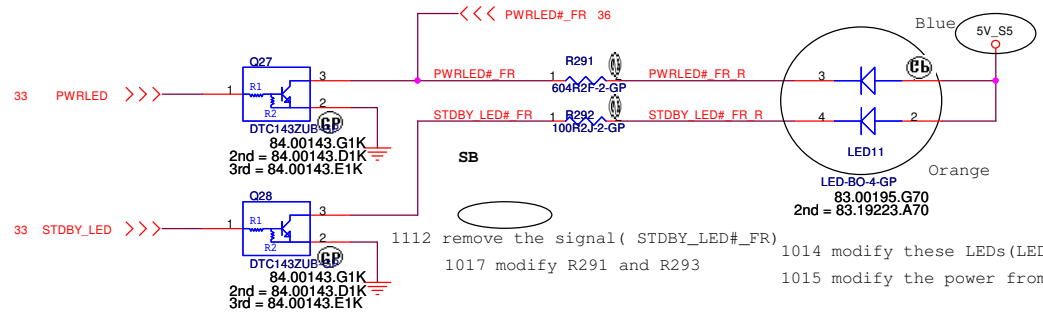 PWRLED#_FR 36
Blue
5V_S5
Q27
R1
R2
3
1
2
33 PWRLED
GP
DTC143ZUB-GP
84.00143.G1K
2nd = 84.00143.D1K
3rd = 84.00143.E1K
PWRLED#_FR
R291
1
2
604R2F-2-GP
PWRLED#_FR_R
STDBY_LED#_FR
R292
1
2
100R2J-2-GP
STDBY_LED#_FR_R
3
1
4
2
LED11
LED-BO-4-GP
83.00195.G70
2nd = 83.19223.A70
Orange
SB
Q28
R1
R2
3
1
2
33 STDBY_LED
GP
DTC143ZUB-GP
84.00143.G1K
2nd = 84.00143.D1K
3rd = 84.00143.E1K
1112 remove the signal( STDBY_LED#_FR)
1017 modify R291 and R293
1014 modify these LEDs(LED
1015 modify the power from